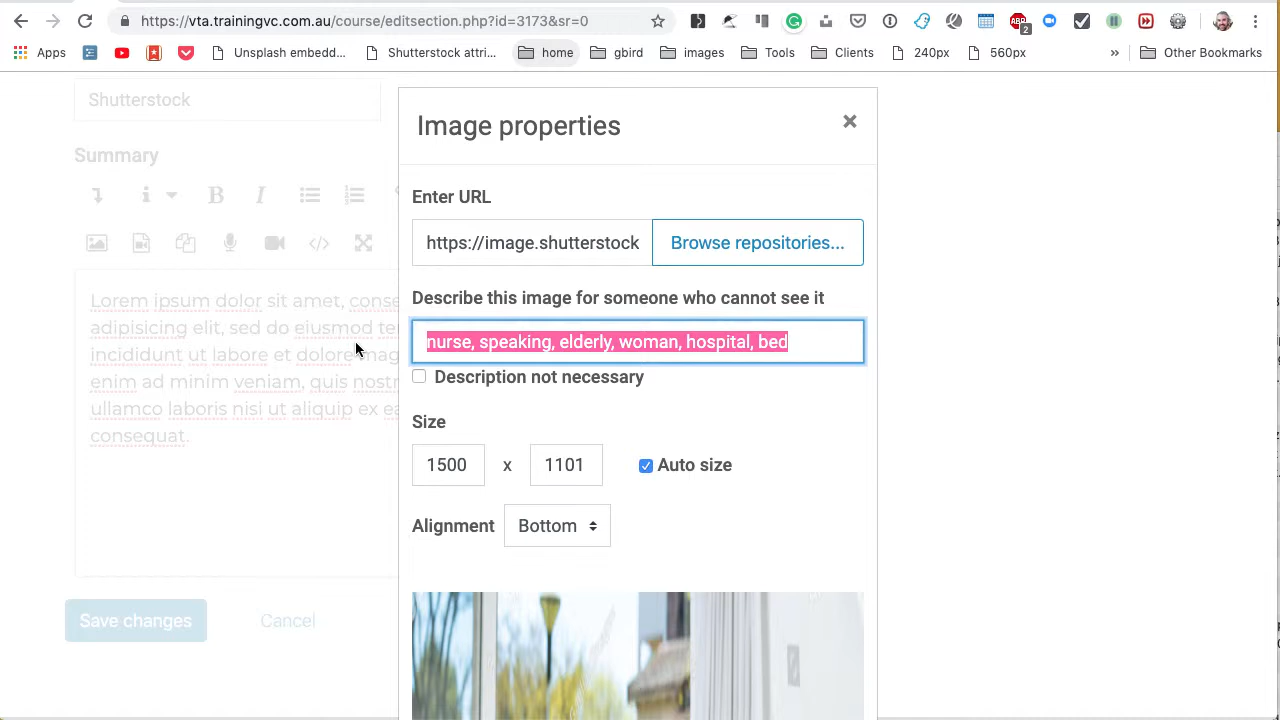 https://vta.trainingvc.com.au/course/editsection.php?id=3173&sr=0
ABP
2
Apps
Unsplash embedd...
Shutterstock attri...
home
gbird
images
Tools
Clients
240px
560px
»
Other Bookmarks
Shutterstock
Summary
Image properties
×
Enter URL
https://image.shutterstock
Browse repositories...
Describe this image for someone who cannot see it
nurse, speaking, elderly, woman, hospital, bed
Description not necessary
Size
1500 x 1101 Auto size
Alignment Bottom
i B I
Lorem ipsum dolor sit amet, conse
adipisicing elit, sed do eiusmod ten
incididunt ut labore et dolore mag
enim ad minim veniam, quis nostr
ullamco laboris nisi ut aliquip ex ea
consequat.
Save changes
Cancel